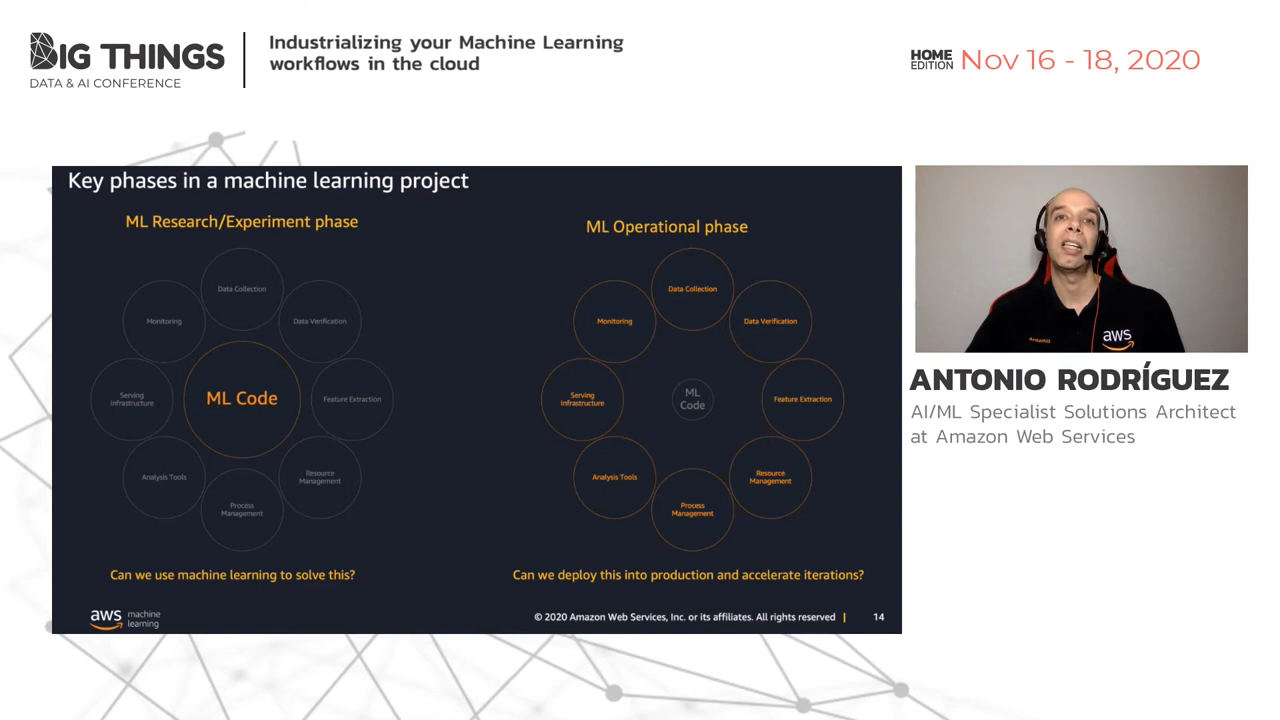 BIG THINGS
DATA & AI CONFERENCE
Industrializing your Machine Learning
workflows in the cloud
HOME
EDITION
Nov 16 - 18, 2020
Key phases in a machine learning project
ML Research/Experiment phase
Data Collection
Monitoring
Data Verification
Serving
Infrastructure
ML Code
Feature Extraction
Analysis Tools
Resource
Management
Process
Management
Can we use machine learning to solve this?
ML Operational phase
Data Collection
Monitoring
Data Verification
Serving
Infrastructure
ML
Code
Feature Extraction
Analysis Tools
Resource
Management
Process
Management
Can we deploy this into production and accelerate iterations?
aws
machine
learning
© 2020 Amazon Web Services, Inc. or its affiliates. All rights reserved |
14
Antonio
aws
ANTONIO RODRÍGUEZ
AI/ML Specialist Solutions Architect
at Amazon Web Services